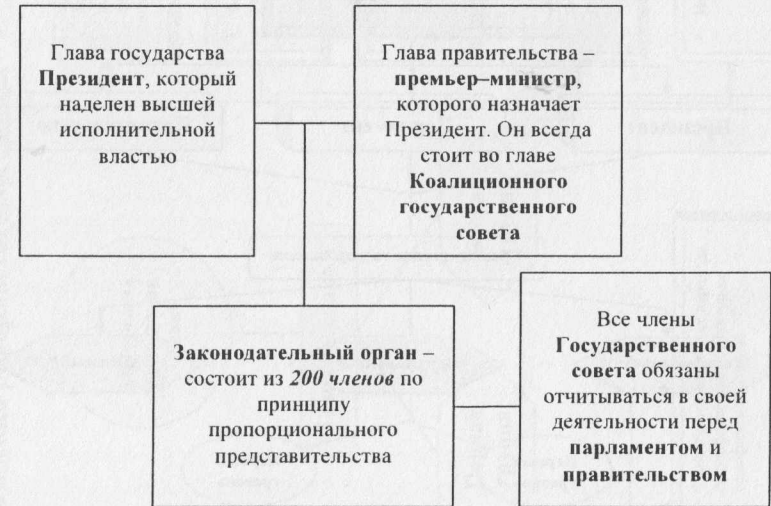 Глава государства
Президент, который
наделен высшей
исполнительной
властью
Глава правительства –
премьер–министр,
которого назначает
Президент. Он всегда
стоит во главе
Коалиционного
государственного
совета
Законодательный орган –
состоит из 200 членов по
принципу
пропорционального
представительства
Все члены
Государственного
совета обязаны
отчитываться в своей
деятельности перед
парламентом и
правительством